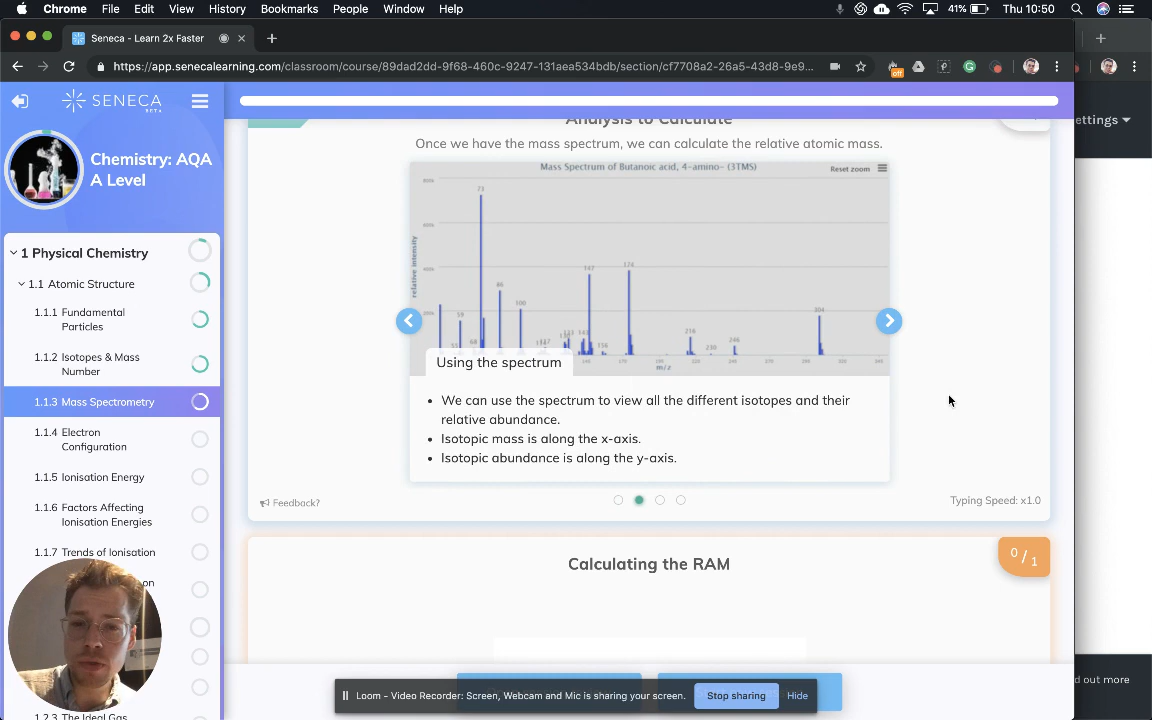 Chrome File Edit View History Bookmarks People Window Help 41% Thu 10:50
Seneca - Learn 2x Faster
https://app.senecalearning.com/classroom/course/89dad2dd-9f68-460c-9247-131aea534bdb/section/cf7708a2-26a5-43d8-9e9...
off
ettings
SENECA
BETA
Chemistry: AQA
A Level
1 Physical Chemistry
1.1 Atomic Structure
1.1.1 Fundamental
Particles
1.1.2 Isotopes & Mass
Number
1.1.3 Mass Spectrometry
1.1.4 Electron
Configuration
1.1.5 Ionisation Energy
1.1.6 Factors Affecting
Ionisation Energies
1.1.7 Trends of Ionisation
on
1.2.3 The Ideal Gas
Analysis to Calculate
Once we have the mass spectrum, we can calculate the relative atomic mass.
Mass Spectrum of Butanoic acid, 4-amino- (3TMS)
Reset zoom
relative intensity
73
86
100
59
147
174
156
216
230
246
304
m/z
Using the spectrum
• We can use the spectrum to view all the different isotopes and their
relative abundance.
• Isotopic mass is along the x-axis.
• Isotopic abundance is along the y-axis.
Feedback?
Typing Speed: x1.0
Calculating the RAM
0 / 1
Loom - Video Recorder: Screen, Webcam and Mic is sharing your screen. Stop sharing Hide
d out more